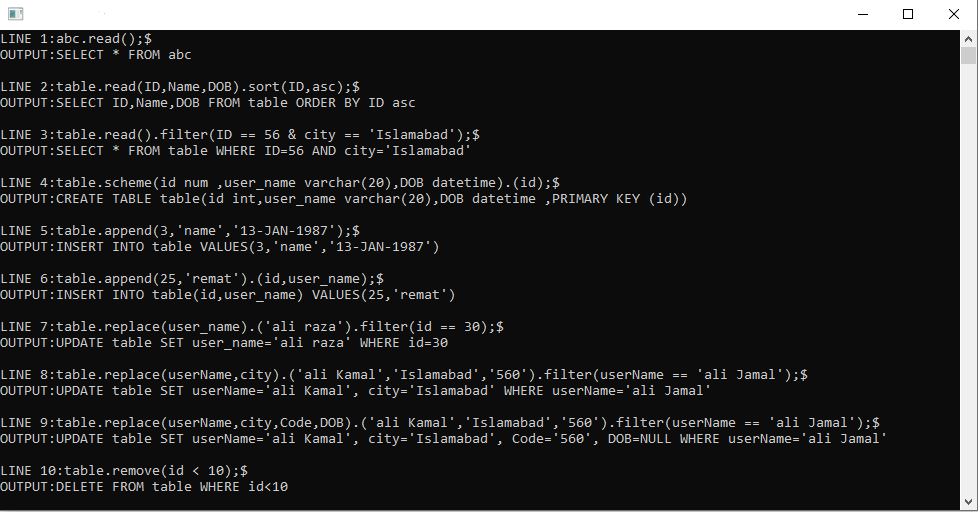 LINE 1:abc.read();$
OUTPUT:SELECT * FROM abc
LINE 2:table.read(ID,Name,DOB).sort(ID,asc);$
OUTPUT:SELECT ID,Name,DOB FROM table ORDER BY ID asc
LINE 3:table.read().filter(ID == 56 & city == 'Islamabad');$
OUTPUT:SELECT * FROM table WHERE ID=56 AND city='Islamabad'
LINE 4:table.scheme(id num ,user_name varchar(20),DOB datetime).(id);$
OUTPUT:CREATE TABLE table(id int,user_name varchar(20),DOB datetime ,PRIMARY KEY (id))
LINE 5:table.append(3,'name','13-JAN-1987');$
OUTPUT:INSERT INTO table VALUES(3,'name','13-JAN-1987')
LINE 6:table.append(25,'remat').(id,user_name);$
OUTPUT:INSERT INTO table(id,user_name) VALUES(25,'remat')
LINE 7:table.replace(user_name).('ali raza').filter(id == 30);$
OUTPUT:UPDATE table SET user_name='ali raza' WHERE id=30
LINE 8:table.replace(userName,city).('ali Kamal','Islamabad','560').filter(userName == 'ali Jamal');$
OUTPUT:UPDATE table SET userName='ali Kamal', city='Islamabad' WHERE userName='ali Jamal'
LINE 9:table.replace(userName,city,Code,DOB).('ali Kamal','Islamabad','560').filter(userName == 'ali Jamal');$
OUTPUT:UPDATE table SET userName='ali Kamal', city='Islamabad', Code='560', DOB=NULL WHERE userName='ali Jamal'
LINE 10:table.remove(id < 10);$
OUTPUT:DELETE FROM table WHERE id<10